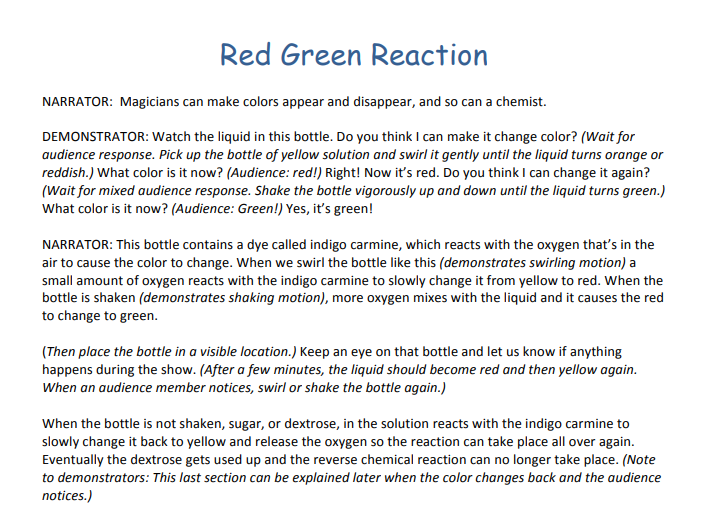 Red Green Reaction
NARRATOR:  Magicians can make colors appear and disappear, and so can a chemist.
DEMONSTRATOR: Watch the liquid in this bottle. Do you think I can make it change color? (Wait for
audience response. Pick up the bottle of yellow solution and swirl it gently until the liquid turns orange or
reddish.) What color is it now? (Audience: red!) Right! Now it's red. Do you think I can change it again?
(Wait for mixed audience response. Shake the bottle vigorously up and down until the liquid turns green.)
What color is it now? (Audience: Green!) Yes, it's green!
NARRATOR: This bottle contains a dye called indigo carmine, which reacts with the oxygen that's in the
air to cause the color to change. When we swirl the bottle like this (demonstrates swirling motion) a
small amount of oxygen reacts with the indigo carmine to slowly change it from yellow to red. When the
bottle is shaken (demonstrates shaking motion), more oxygen mixes with the liquid and it causes the red
to change to green.
(Then place the bottle in a visible location.) Keep an eye on that bottle and let us know if anything
happens during the show. (After a few minutes, the liquid should become red and then yellow again.
When an audience member notices, swirl or shake the bottle again.)
When the bottle is not shaken, sugar, or dextrose, in the solution reacts with the indigo carmine to
slowly change it back to yellow and release the oxygen so the reaction can take place all over again.
Eventually the dextrose gets used up and the reverse chemical reaction can no longer take place. (Note
to demonstrators: This last section can be explained later when the color changes back and the audience
notices.)